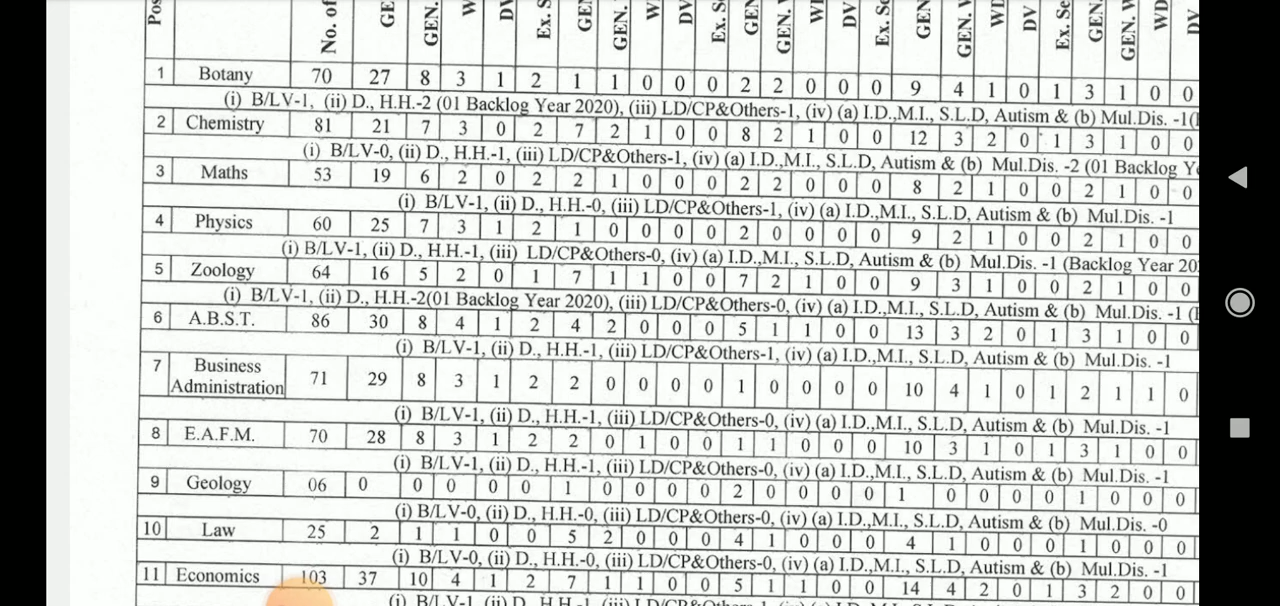 Pos No. of GE GEN. W DV Ex. S GEN GEN. W DV Ex. Se GEN GEN. WI DV Ex. Se GEN GEN. W WD DV Ex. Se GEN. GEN. W WD DV
1 Botany 70 27 8 3 1 2 1 1 0 0 0 2 2 0 0 0 9 4 1 0 1 3 1 0 0
(i) B/LV-1, (ii) D., H.H.-2 (01 Backlog Year 2020), (iii) LD/CP&Others-1, (iv) (a) I.D.,M.I., S.L.D, Autism & (b) Mul.Dis. -1(
2 Chemistry 81 21 7 3 0 2 7 2 1 0 0 8 2 1 0 0 12 3 2 0 1 3 1 0 0
(i) B/LV-0, (ii) D., H.H.-1, (iii) LD/CP&Others-1, (iv) (a) I.D.,M.I., S.L.D, Autism & (b) Mul.Dis. -2 (01 Backlog Ye
3 Maths 53 19 6 2 0 2 2 1 0 0 0 2 2 0 0 0 8 2 1 0 0 2 1 0 0
(i) B/LV-1, (ii) D., H.H.-0, (iii) LD/CP&Others-1, (iv) (a) I.D.,M.I., S.L.D, Autism & (b) Mul.Dis. -1
4 Physics 60 25 7 3 1 2 1 0 0 0 0 2 0 0 0 0 9 2 1 0 0 2 1 0 0
(i) B/LV-1, (ii) D., H.H.-1, (iii) LD/CP&Others-0, (iv) (a) I.D.,M.I., S.L.D, Autism & (b) Mul.Dis. -1 (Backlog Year 20
5 Zoology 64 16 5 2 0 1 7 1 1 0 0 7 2 1 0 0 9 3 1 0 0 2 1 0 0
(i) B/LV-1, (ii) D., H.H.-2(01 Backlog Year 2020), (iii) LD/CP&Others-0, (iv) (a) I.D.,M.I., S.L.D, Autism & (b) Mul.Dis. -1 (
6 A.B.S.T. 86 30 8 4 1 2 4 2 0 0 0 5 1 1 0 0 13 3 2 0 1 3 1 0 0
(i) B/LV-1, (ii) D., H.H.-1, (iii) LD/CP&Others-1, (iv) (a) I.D.,M.I., S.L.D, Autism & (b) Mul.Dis. -1
7 Business Administration 71 29 8 3 1 2 2 0 0 0 0 1 0 0 0 0 10 4 1 0 1 2 1 1 0
(i) B/LV-1, (ii) D., H.H.-1, (iii) LD/CP&Others-0, (iv) (a) I.D.,M.I., S.L.D, Autism & (b) Mul.Dis. -1
8 E.A.F.M. 70 28 8 3 1 2 2 0 1 0 0 1 1 0 0 0 10 3 1 0 1 3 1 0 0
(i) B/LV-1, (ii) D., H.H.-1, (iii) LD/CP&Others-0, (iv) (a) I.D.,M.I., S.L.D, Autism & (b) Mul.Dis. -1
9 Geology 06 0 0 0 0 0 1 0 0 0 0 2 0 0 0 0 1 0 0 0 0 1 0 0 0
(i) B/LV-0, (ii) D., H.H.-0, (iii) LD/CP&Others-0, (iv) (a) I.D.,M.I., S.L.D, Autism & (b) Mul.Dis. -0
10 Law 25 2 1 1 0 0 5 2 0 0 0 4 1 0 0 0 4 1 0 0 0 1 0 0 0
(i) B/LV-0, (ii) D., H.H.-0, (iii) LD/CP&Others-0, (iv) (a) I.D.,M.I., S.L.D, Autism & (b) Mul.Dis. -1
11 Economics 103 37 10 4 1 2 7 1 1 0 0 5 1 1 0 0 14 4 2 0 1 3 2 0 0
(i) B/LV-1 (ii) D. H.H.-1 (iii) LD/CP&Others-1